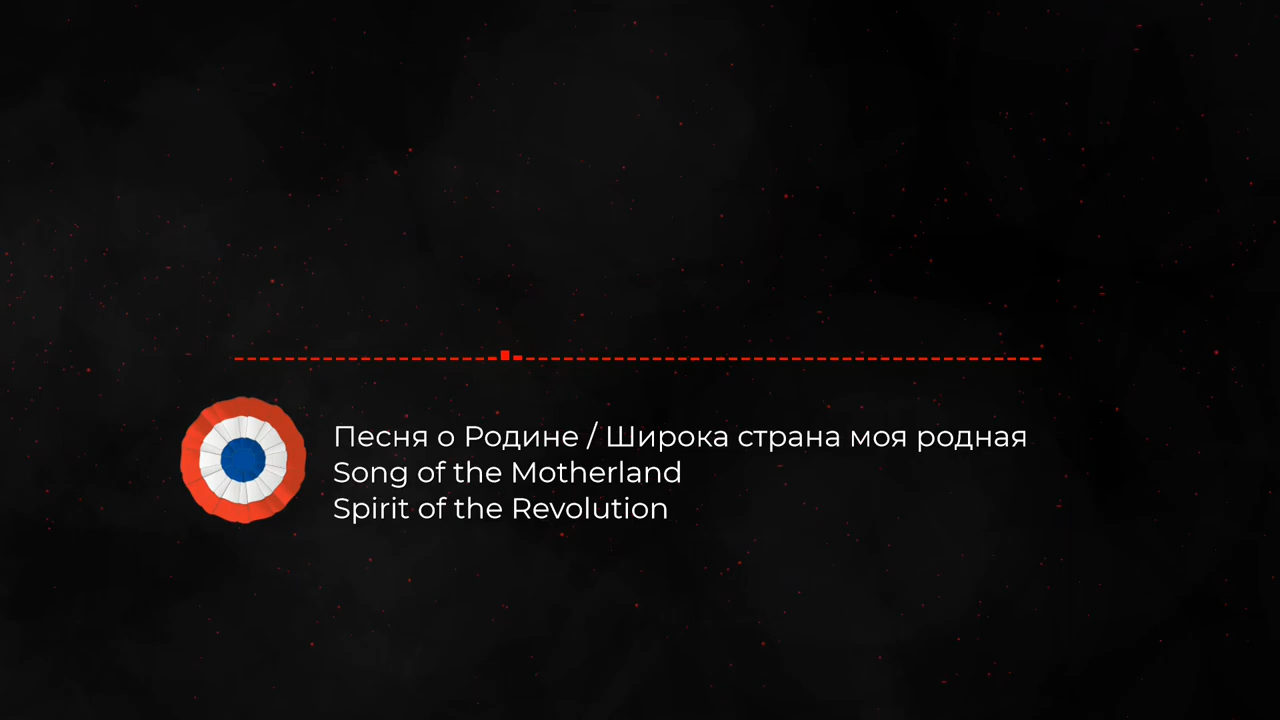 Песня о Родине / Широка страна моя родная
Song of the Motherland
Spirit of the Revolution